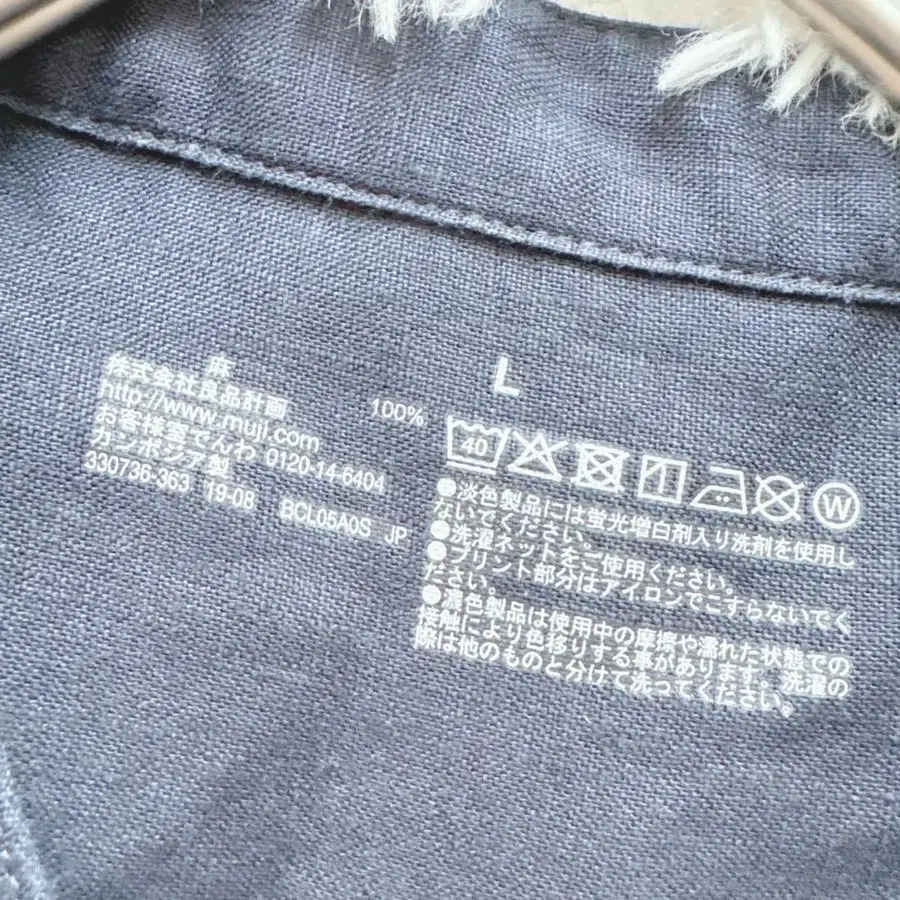 麻 100%
株式会社良品計画
http://www.muji.com
お客様室でんわ 0120-14-6404
カンボジア製
330736-363 19-08 BCL05A0S JP
L
40 W
●淡色製品には蛍光増白剤入り洗剤を使用し
ないでください。
●洗濯ネットをご使用ください。
●プリント部分はアイロンでこすらないでく
ださい。
●濃色製品は使用中の摩擦や濡れた状態での
接触により色移りする事があります。洗濯の
際は他のものと分けて洗ってください。